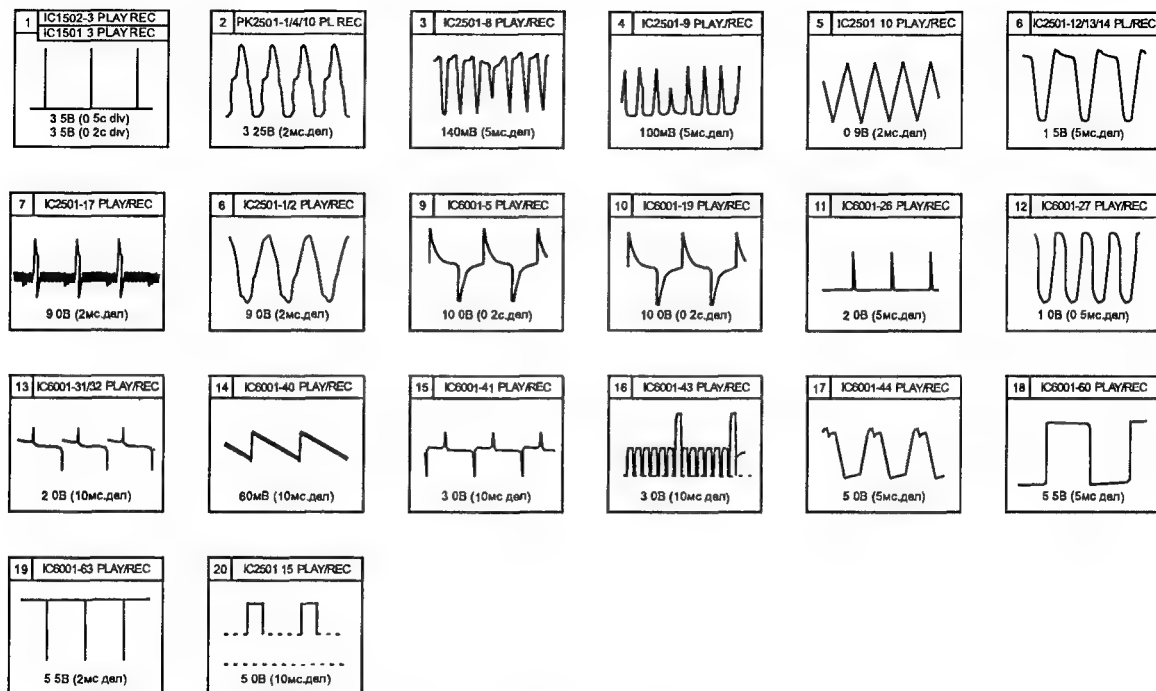 1 IC1502-3 PLAY REC
IC1501 3 PLAY REC
3 5В (0 5с div)
3 5В (0 2с div)
2 PK2501-1/4/10 PL REC
3 25В (2мс.дел)
3 IC2501-8 PLAY/REC
140мВ (5мс.дел)
4 IC2501-9 PLAY/REC
100мВ (5мс.дел)
5 IC2501 10 PLAY/REC
0 9В (2мс.дел)
6 IC2501-12/13/14 PL/REC
1 5В (5мс.дел)
7 IC2501-17 PLAY/REC
9 0В (2мс.дел)
6 IC2501-1/2 PLAY/REC
9 0В (2мс.дел)
9 IC6001-5 PLAY/REC
10 0В (0 2с.дел)
10 IC6001-19 PLAY/REC
10 0В (0 2с.дел)
11 IC6001-26 PLAY/REC
2 0В (5мс.дел)
12 IC6001-27 PLAY/REC
1 0В (0 5мс.дел)
13 IC6001-31/32 PLAY/REC
2 0В (10мс.дел)
14 IC6001-40 PLAY/REC
60мВ (10мс.дел)
15 IC6001-41 PLAY/REC
3 0В (10мс.дел)
16 IC6001-43 PLAY/REC
3 0В (10мс дел)
17 IC6001-44 PLAY/REC
5 0В (5мс.дел)
18 IC6001-60 PLAY/REC
5 5В (5мс дел)
19 IC6001-63 PLAY/REC
5 5В (2мс дел)
20 IC2501 15 PLAY/REC
5 0В (10мс.дел)